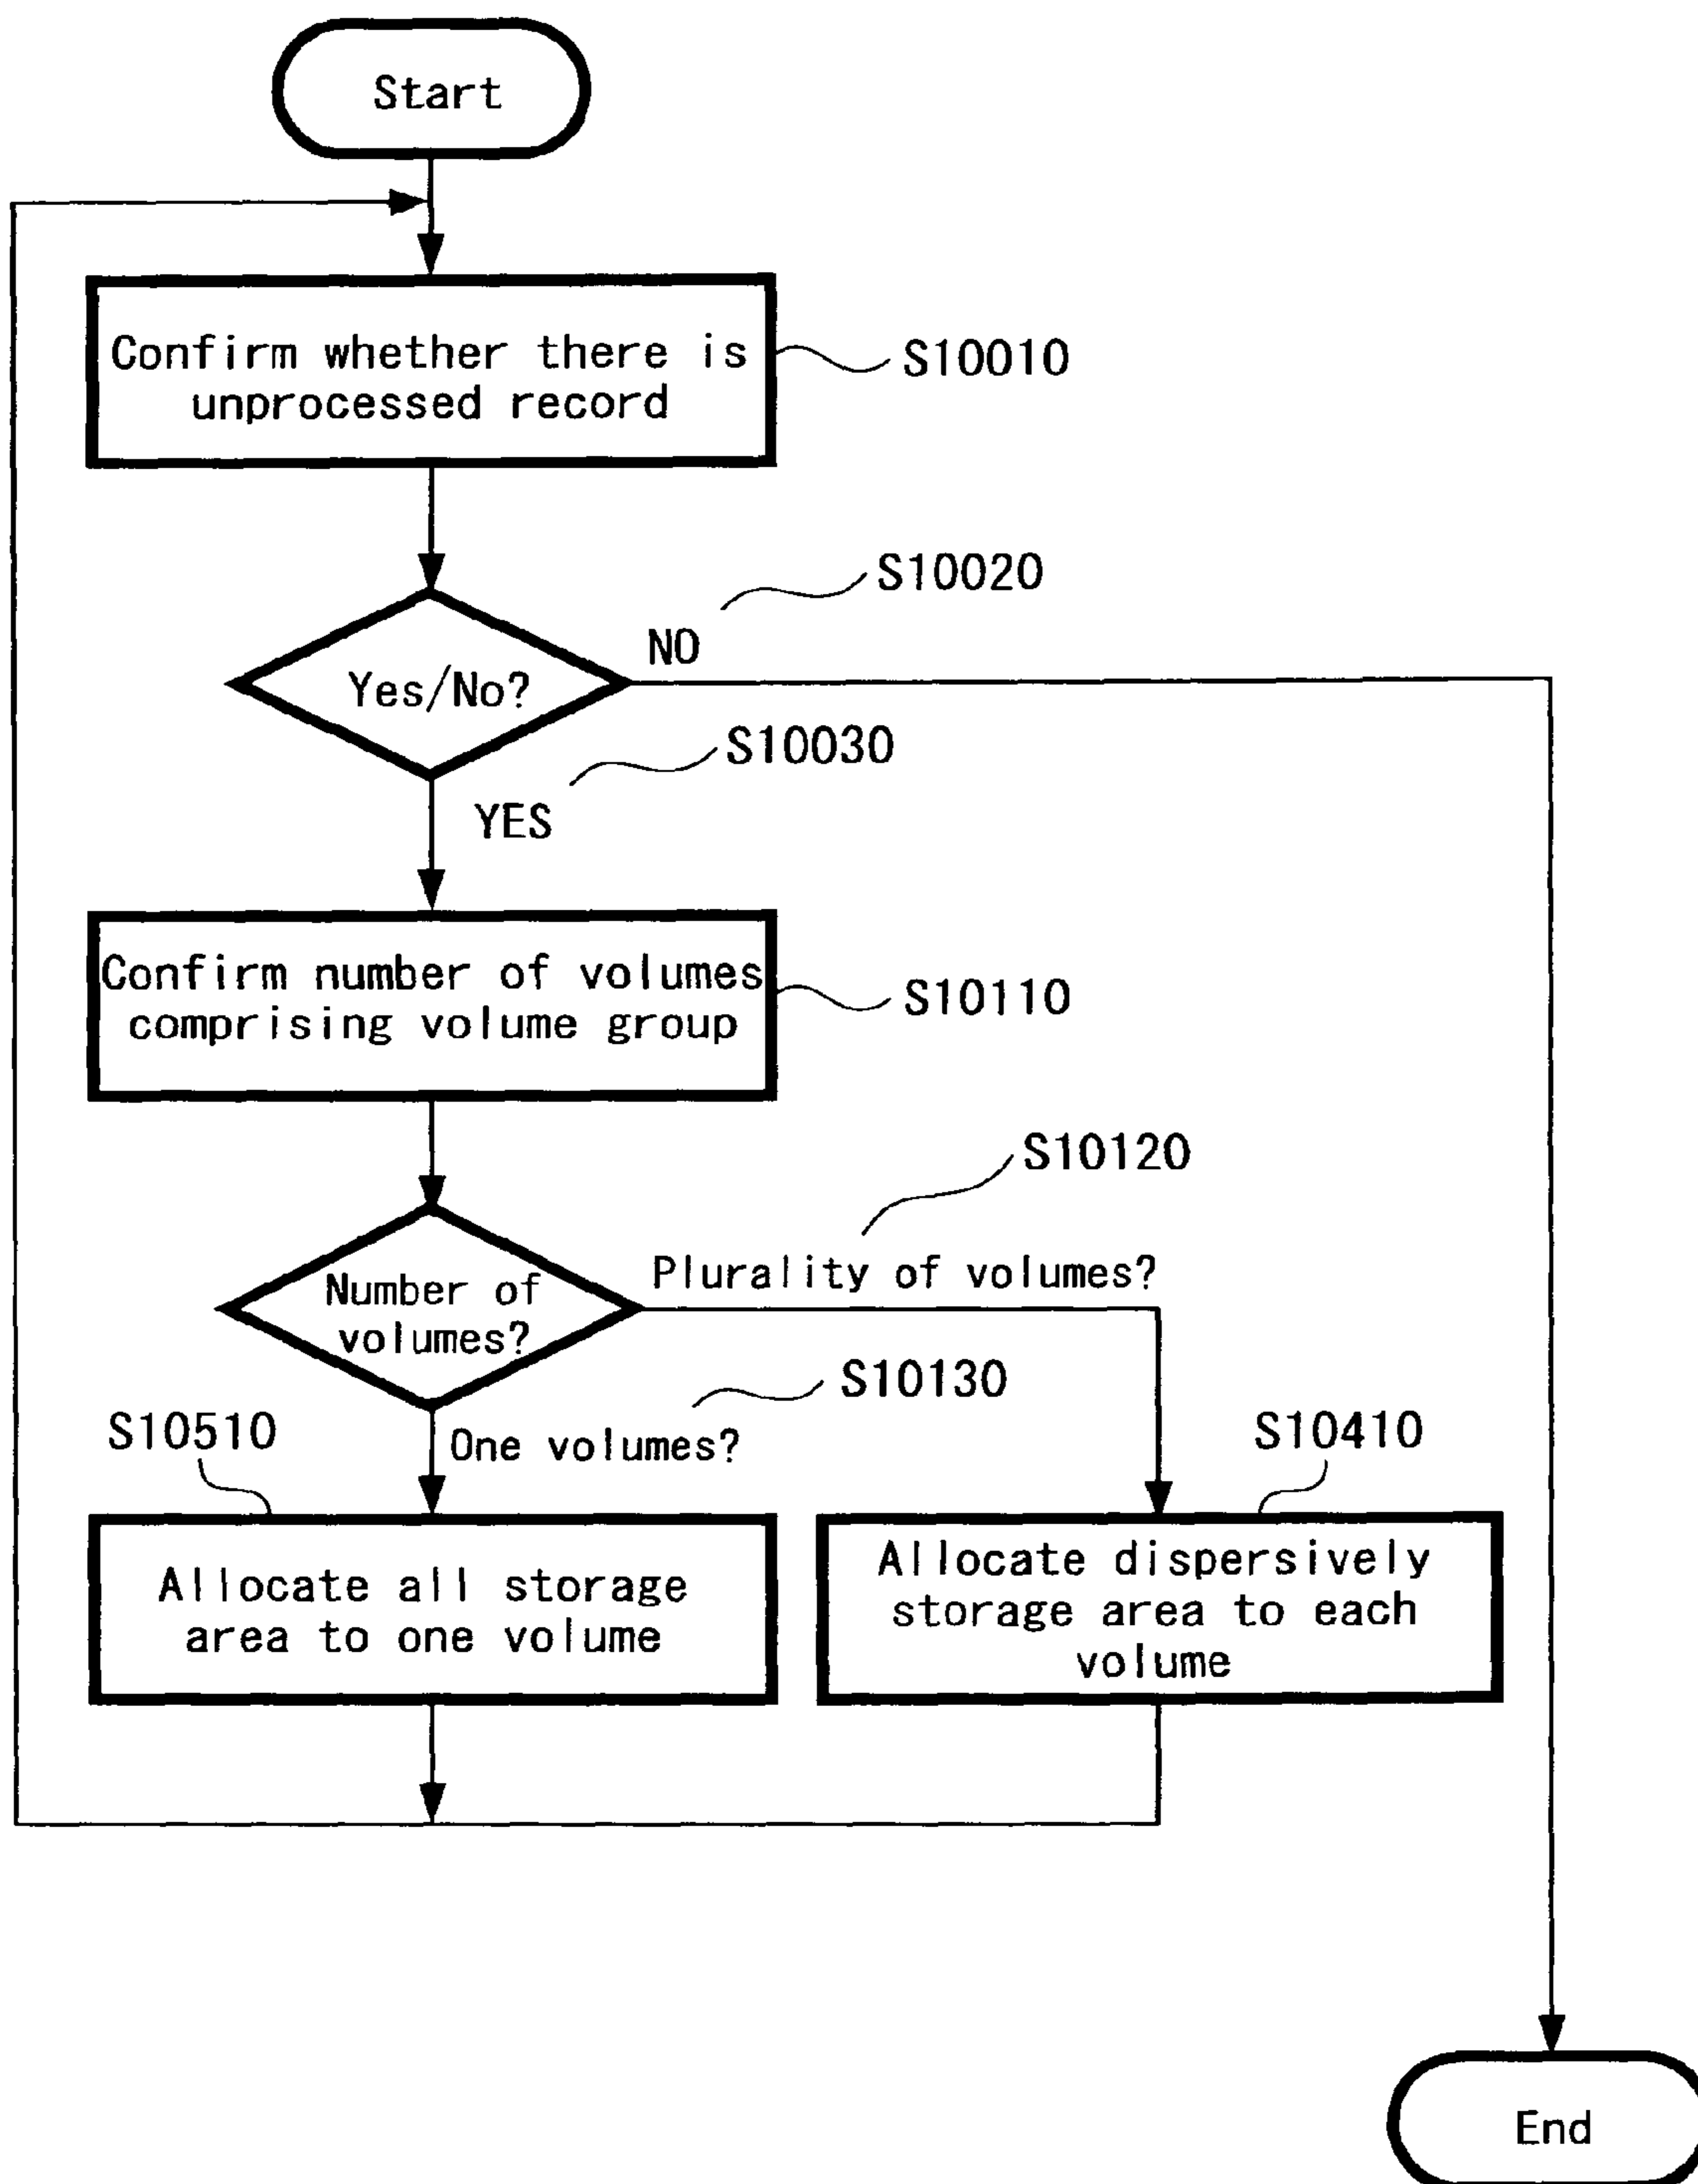 Start
Confirm whether there is
unprocessed record
S10010
S10020
NO
Yes/No?
S10030
YES
Confirm number of volumes
comprising volume group
S10110
S10120
Plurality of volumes?
Number of
volumes?
S10130
One volumes?
S10510
S10410
Allocate all storage
area to one volume
Allocate dispersively
storage area to each
volume
End